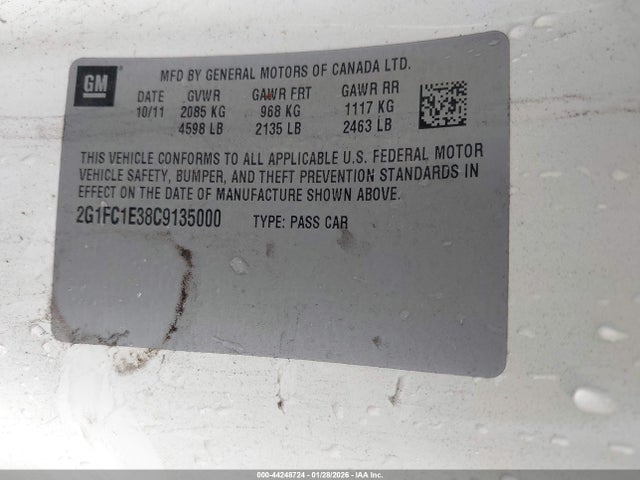 GM
MFD BY GENERAL MOTORS OF CANADA LTD.
DATE GVWR GAWR FRT GAWR RR
10/11 2085 KG 968 KG 1117 KG
4598 LB 2135 LB 2463 LB
THIS VEHICLE CONFORMS TO ALL APPLICABLE U.S. FEDERAL MOTOR
VEHICLE SAFETY, BUMPER, AND THEFT PREVENTION STANDARDS IN
EFFECT ON THE DATE OF MANUFACTURE SHOWN ABOVE.
2G1FC1E38C9135000 TYPE: PASS CAR
000-44248724 - 01/28/2026 - IAA Inc.